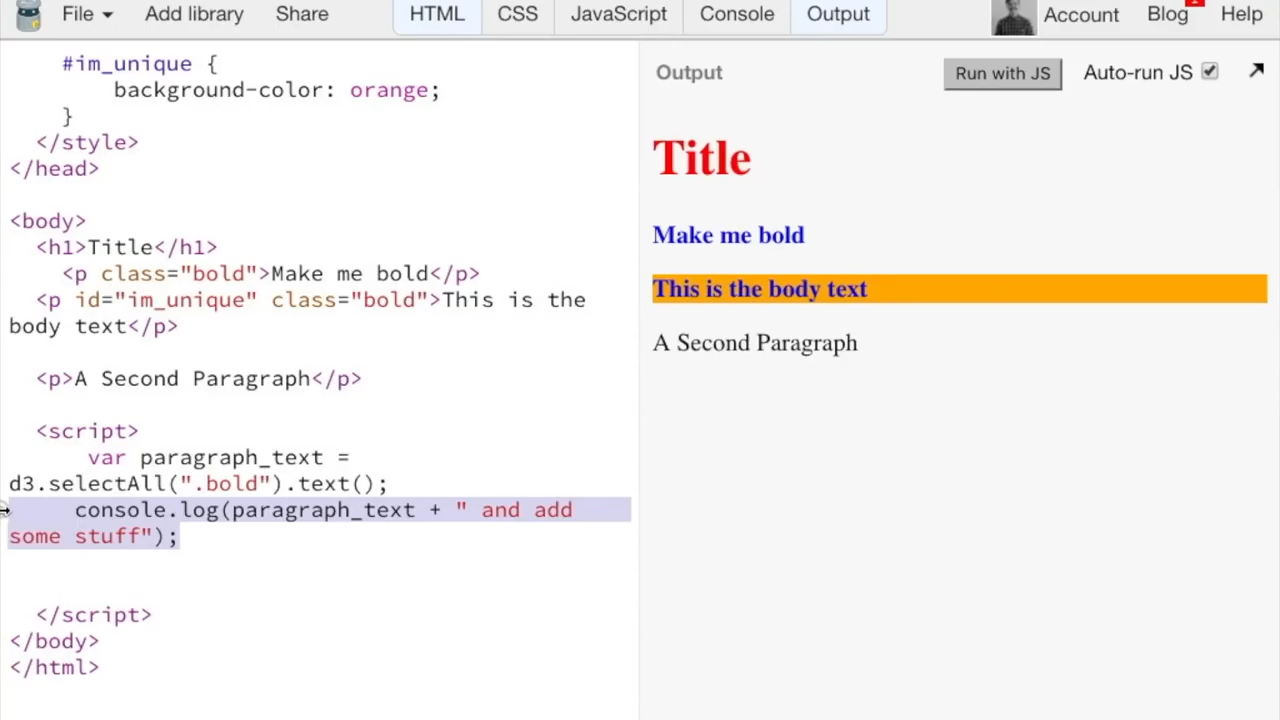 File Add library Share HTML CSS JavaScript Console Output Account Blog 1 Help
#im_unique {
background-color: orange;
}
</style>
</head>
<body>
<h1>Title</h1>
<p class="bold">Make me bold</p>
<p id="im_unique" class="bold">This is the
body text</p>
<p>A Second Paragraph</p>
<script>
var paragraph_text =
d3.selectAll(".bold").text();
console.log(paragraph_text + " and add
some stuff");
</script>
</body>
</html>
Output Run with JS Auto-run JS
Title
Make me bold
This is the body text
A Second Paragraph